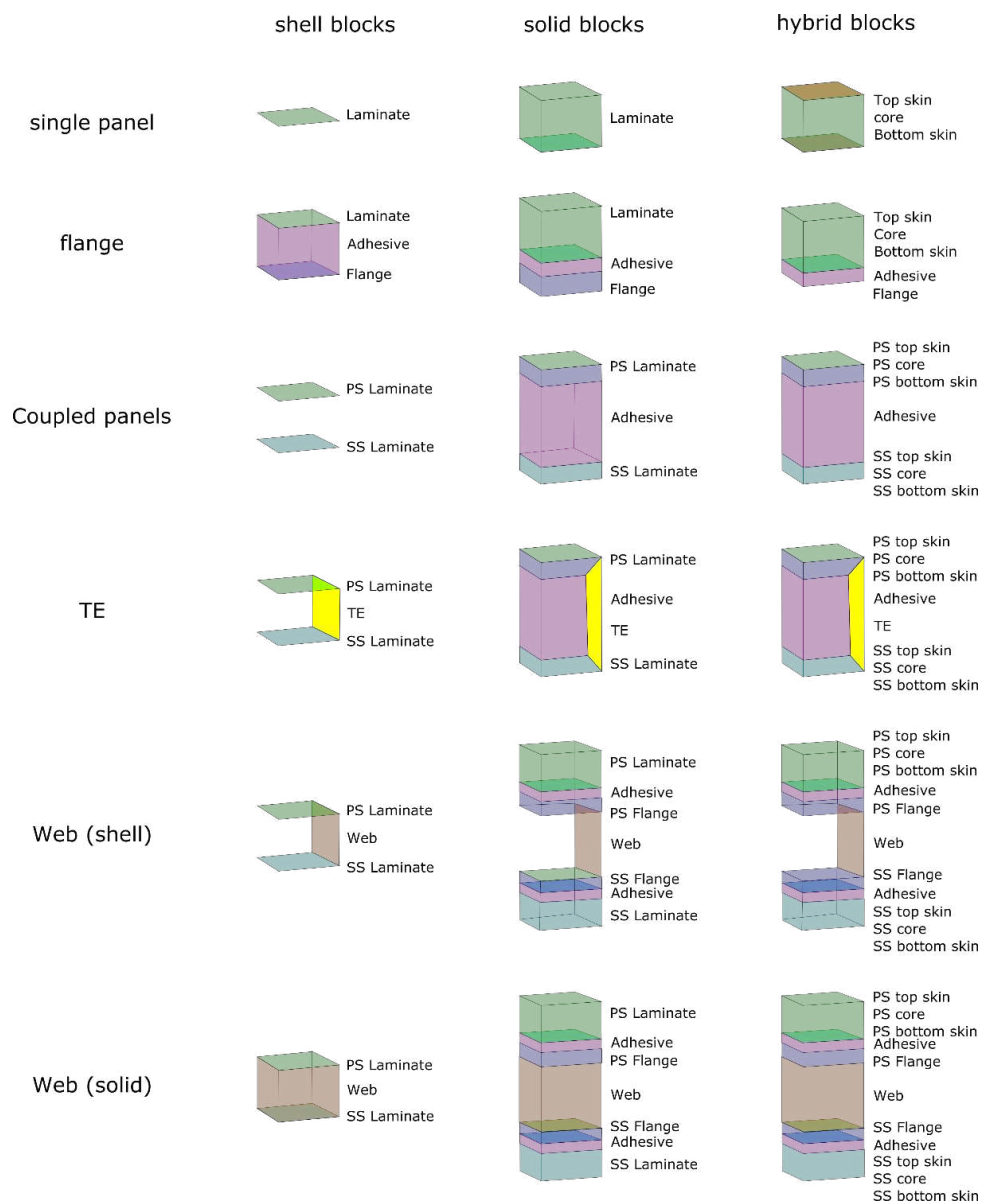 shell blocks
solid blocks
hybrid blocks
single panel
Laminate
Laminate
Top skin
core
Bottom skin
flange
Laminate
Adhesive
Flange
Laminate
Adhesive
Flange
Top skin
Core
Bottom skin
Adhesive
Flange
Coupled panels
PS Laminate
SS Laminate
PS Laminate
Adhesive
SS Laminate
PS top skin
PS core
PS bottom skin
Adhesive
SS top skin
SS core
SS bottom skin
TE
PS Laminate
TE
SS Laminate
PS Laminate
Adhesive
TE
SS Laminate
PS top skin
PS core
PS bottom skin
Adhesive
TE
SS top skin
SS core
SS bottom skin
Web (shell)
PS Laminate
Web
SS Laminate
PS Laminate
Adhesive
PS Flange
Web
SS Flange
Adhesive
SS Laminate
PS top skin
PS core
PS bottom skin
Adhesive
PS Flange
Web
SS Flange
Adhesive
SS top skin
SS core
SS bottom skin
Web (solid)
PS Laminate
Web
SS Laminate
PS Laminate
Adhesive
PS Flange
Web
SS Flange
Adhesive
SS Laminate
PS top skin
PS core
PS bottom skin
Adhesive
PS Flange
Web
SS Flange
Adhesive
SS top skin
SS core
SS bottom skin